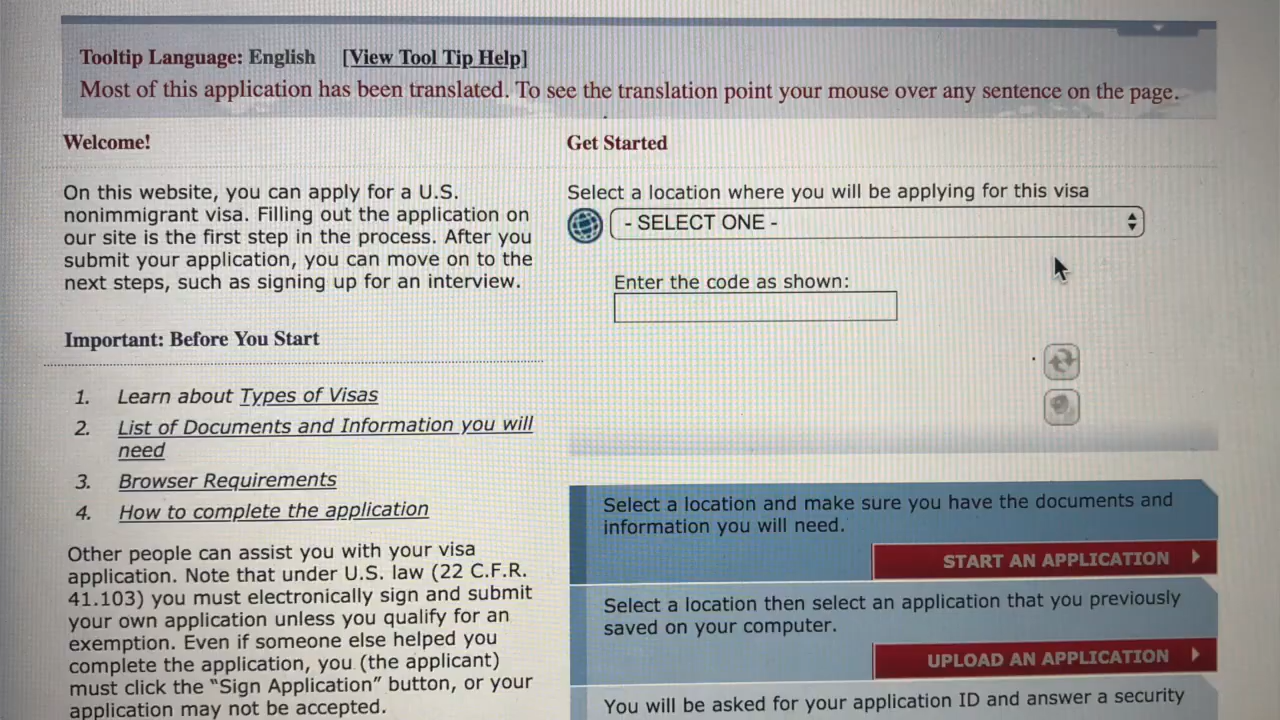 Tooltip Language: English [View Tool Tip Help]
Most of this application has been translated. To see the translation point your mouse over any sentence on the page.
Welcome!
On this website, you can apply for a U.S.
nonimmigrant visa. Filling out the application on
our site is the first step in the process. After you
submit your application, you can move on to the
next steps, such as signing up for an interview.
Important: Before You Start
1. Learn about Types of Visas
2. List of Documents and Information you will
need
3. Browser Requirements
4. How to complete the application
Other people can assist you with your visa
application. Note that under U.S. law (22 C.F.R.
41.103) you must electronically sign and submit
your own application unless you qualify for an
exemption. Even if someone else helped you
complete the application, you (the applicant)
must click the “Sign Application” button, or your
application may not be accepted.
Get Started
Select a location where you will be applying for this visa
- SELECT ONE -
Enter the code as shown:
Select a location and make sure you have the documents and
information you will need.
START AN APPLICATION
Select a location then select an application that you previously
saved on your computer.
UPLOAD AN APPLICATION
You will be asked for your application ID and answer a security